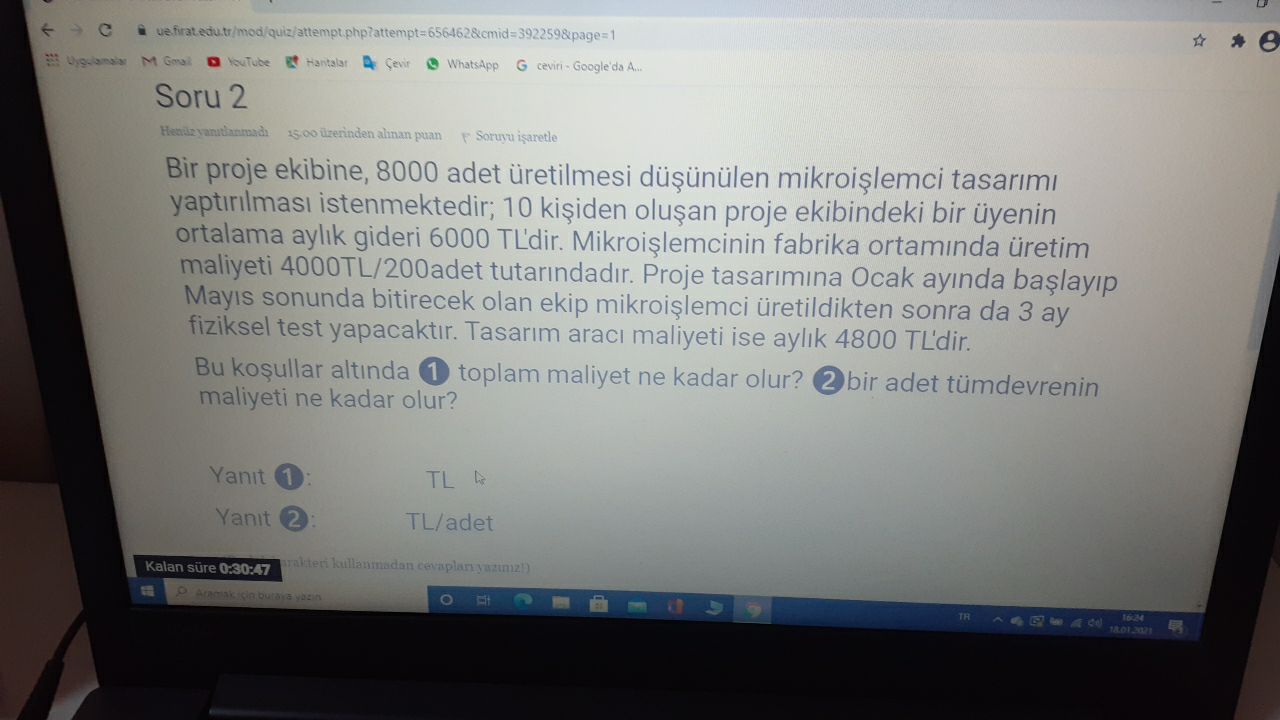 ue.firat.edu.tr/mod/quiz/attempt.php?attempt=656462&cmid=392259&page=1
Uygulamalar Gmail YouTube Haritalar Çevir WhatsApp ceviri - Google'da A...
Soru 2
Henüz yanıtlanmadı 15,00 üzerinden alınan puan Soruyu işaretle
Bir proje ekibine, 8000 adet üretilmesi düşünülen mikroişlemci tasarımı
yaptırılması istenmektedir; 10 kişiden oluşan proje ekibindeki bir üyenin
ortalama aylık gideri 6000 TL'dir. Mikroişlemcinin fabrika ortamında üretim
maliyeti 4000TL/200adet tutarındadır. Proje tasarımına Ocak ayında başlayıp
Mayıs sonunda bitirecek olan ekip mikroişlemci üretildikten sonra da 3 ay
fiziksel test yapacaktır. Tasarım aracı maliyeti ise aylık 4800 TL'dir.
Bu koşullar altında 1 toplam maliyet ne kadar olur? 2 bir adet tümdevrenin
maliyeti ne kadar olur?
Yanıt 1: TL
Yanıt 2: TL/adet
kullanmadan cevapları yazınız!)
Kalan süre 0:30:47
Aramak için buraya yazın
TR 16:24
18.01.2021